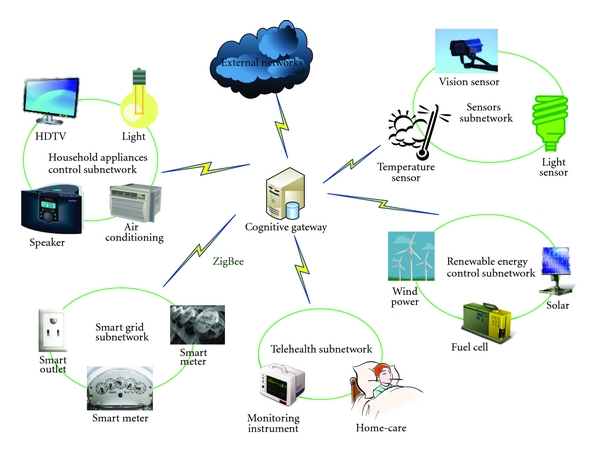 External networks
Vision sensor
Sensors
subnetwork
Temperature
sensor
Light
sensor
HDTV
Light
Household appliances
control subnetwork
Speaker
Air
conditioning
Cognitive gateway
ZigBee
Renewable energy
control subnetwork
Wind
power
Solar
Fuel cell
Smart grid
subnetwork
Smart
outlet
Smart
meter
Smart meter
Telehealth subnetwork
Monitoring
instrument
Home-care